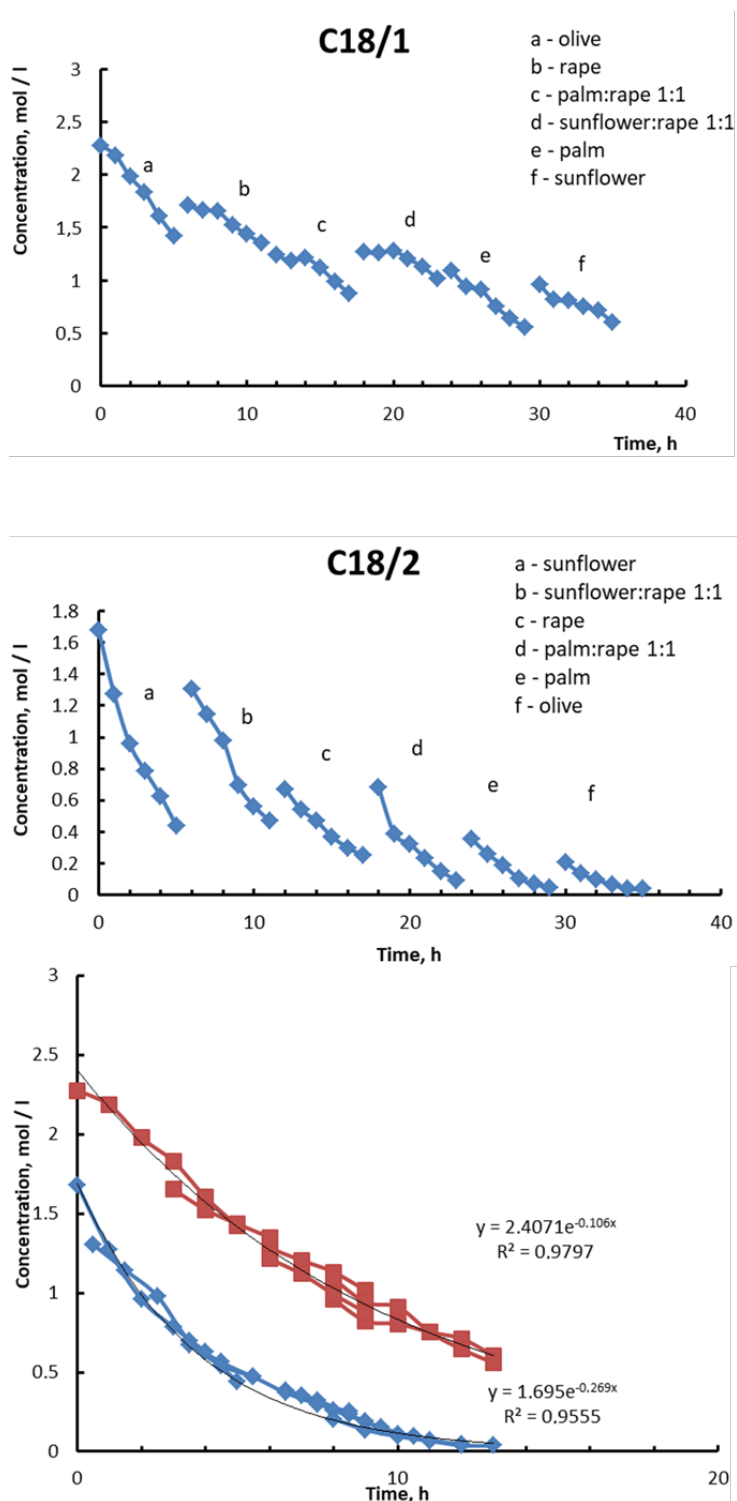 C18/1
a - olive
b - rape
c - palm:rape 1:1
d - sunflower:rape 1:1
e - palm
f - sunflower
Concentration, mol / l
3
2,5
2
1,5
1
0,5
0
a
b
c
d
e
f
0
10
20
30
40
Time, h
C18/2
a - sunflower
b - sunflower:rape 1:1
c - rape
d - palm:rape 1:1
e - palm
f - olive
Concentration, mol / l
1.8
1.6
1.4
1.2
1
0.8
0.6
0.4
0.2
0
a
b
c
d
e
f
0
10
20
30
40
Time, h
Concentration, mol / l
3
2.5
2
1.5
1
0.5
0
y = 2.4071e-0.106x
R² = 0,9797
y = 1.695e-0.269x
R² = 0.9555
0
10
20
Time, h